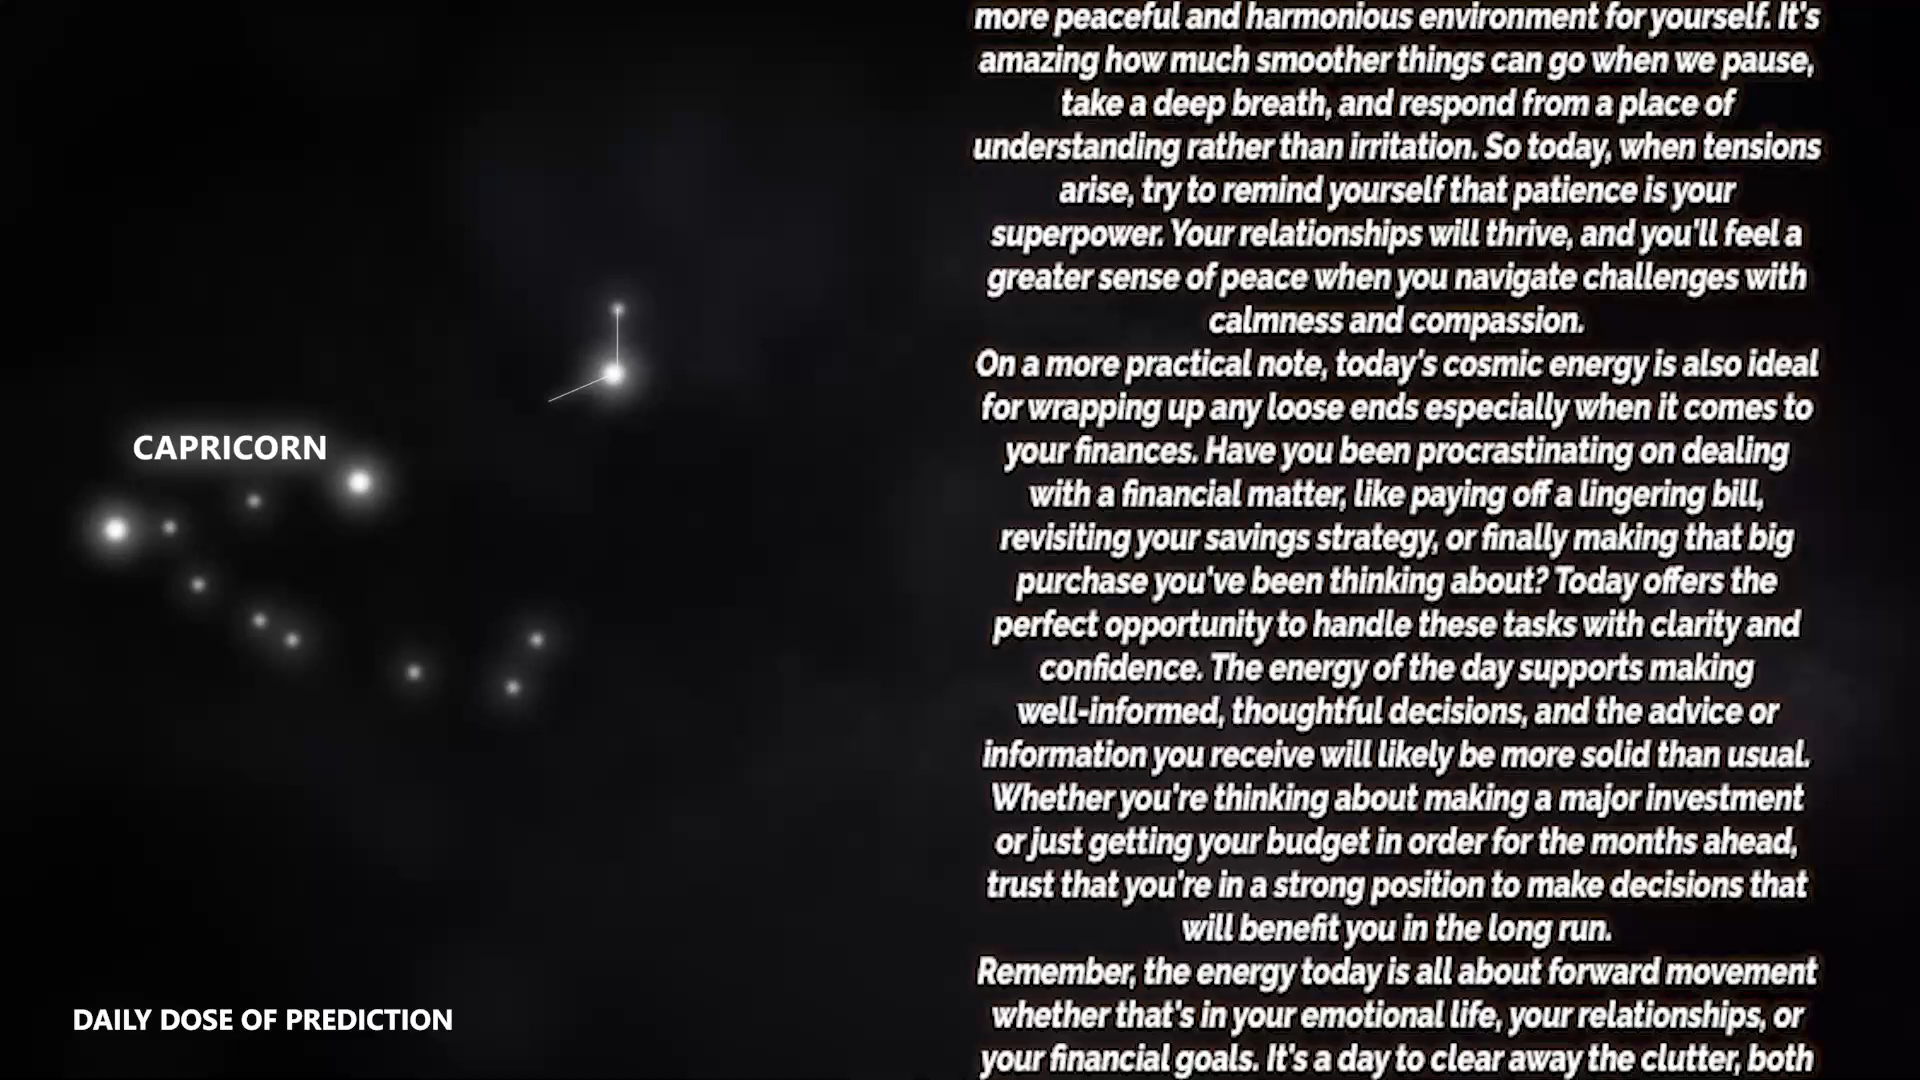 CAPRICORN
DAILY DOSE OF PREDICTION
more peaceful and harmonious environment for yourself. It's
amazing how much smoother things can go when we pause,
take a deep breath, and respond from a place of
understanding rather than irritation. So today, when tensions
arise, try to remind yourself that patience is your
superpower. Your relationships will thrive, and you'll feel a
greater sense of peace when you navigate challenges with
calmness and compassion.
On a more practical note, today's cosmic energy is also ideal
for wrapping up any loose ends especially when it comes to
your finances. Have you been procrastinating on dealing
with a financial matter, like paying off a lingering bill,
revisiting your savings strategy, or finally making that big
purchase you've been thinking about? Today offers the
perfect opportunity to handle these tasks with clarity and
confidence. The energy of the day supports making
well-informed, thoughtful decisions, and the advice or
information you receive will likely be more solid than usual.
Whether you're thinking about making a major investment
or just getting your budget in order for the months ahead,
trust that you're in a strong position to make decisions that
will benefit you in the long run.
Remember, the energy today is all about forward movement
whether that's in your emotional life, your relationships, or
your financial goals. It's a day to clear away the clutter, both